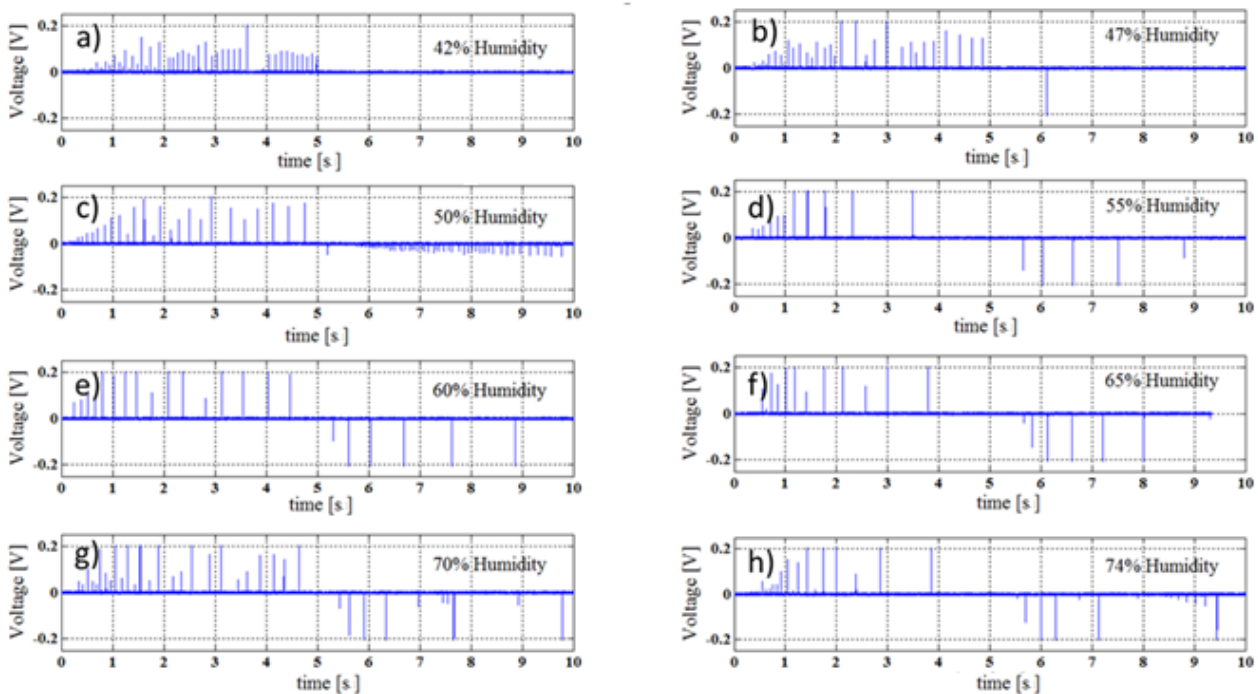 a)
42% Humidity
Voltage [V]
0.2
0
-0.2
0 1 2 3 4 5 6 7 8 9 10
time [s.]
b)
47% Humidity
Voltage [V]
0.2
0
-0.2
0 1 2 3 4 5 6 7 8 9 10
time [s.]
c)
50% Humidity
Voltage [V]
0.2
0
-0.2
0 1 2 3 4 5 6 7 8 9 10
time [s.]
d)
55% Humidity
Voltage [V]
0.2
0
-0.2
0 1 2 3 4 5 6 7 8 9 10
time [s.]
e)
60% Humidity
Voltage [V]
0.2
0
-0.2
0 1 2 3 4 5 6 7 8 9 10
time [s.]
f)
65% Humidity
Voltage [V]
0.2
0
-0.2
0 1 2 3 4 5 6 7 8 9 10
time [s.]
g)
70% Humidity
Voltage [V]
0.2
0
-0.2
0 1 2 3 4 5 6 7 8 9 10
time [s.]
h)
74% Humidity
Voltage [V]
0.2
0
-0.2
0 1 2 3 4 5 6 7 8 9 10
time [s.]